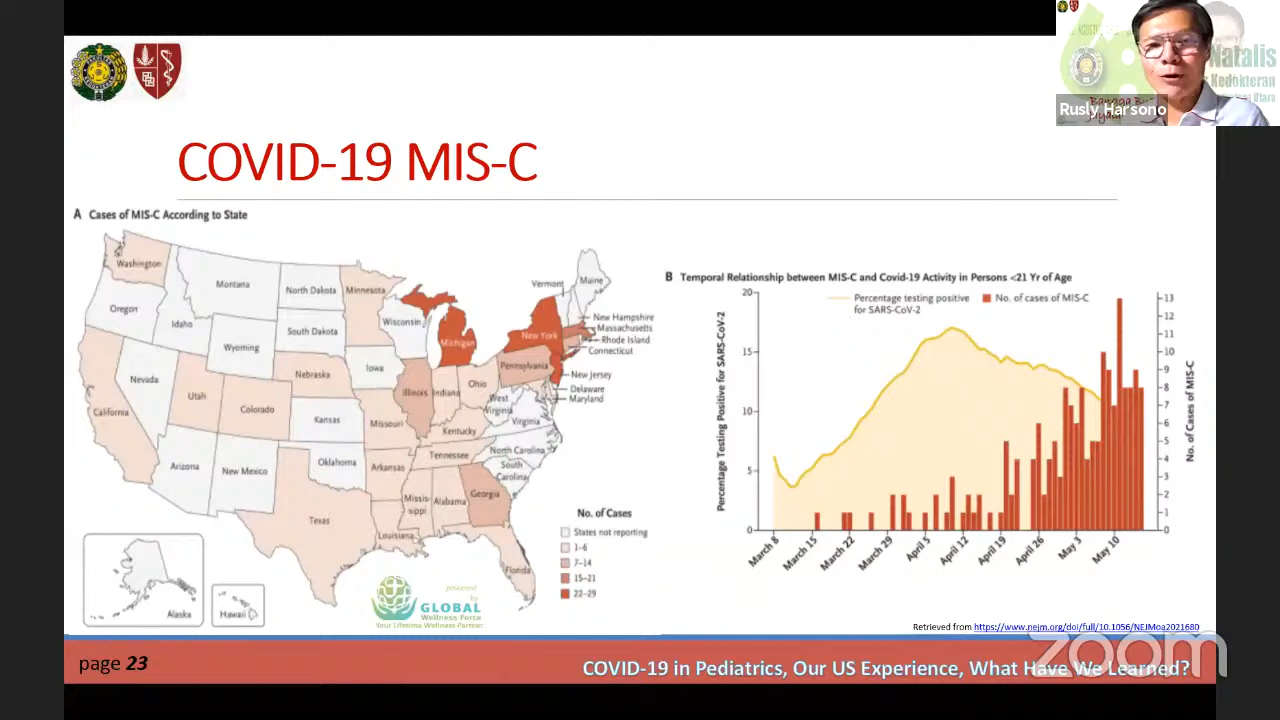 Natalis
Kedokteran
Utara
Rusly Harsono
COVID-19 MIS-C
A Cases of MIS-C According to State
Washington
Montana
North Dakota
Minnesota
Vermont
Maine
Oregon
Idaho
Wyoming
South Dakota
Wisconsin
Michigan
New York
New Hampshire
Massachusetts
Rhode Island
Connecticut
Nevada
Utah
Colorado
Nebraska
Iowa
Illinois
Indiana
Ohio
Pennsylvania
New Jersey
Delaware
Maryland
California
Kansas
Missouri
Kentucky
West
Virginia
Virginia
Arizona
New Mexico
Oklahoma
Arkansas
Tennessee
North Carolina
South
Carolina
Texas
Louisiana
Missis-
sippi
Alabama
Georgia
Florida
Alaska
Hawaii
No. of Cases
States not reporting
1–6
7–14
15–21
22–29
powered
by
GLOBAL
Wellness Force
Your Lifetime Wellness Partner
B Temporal Relationship between MIS-C and Covid-19 Activity in Persons <21 Yr of Age
Percentage testing positive
for SARS-CoV-2
No. of cases of MIS-C
Percentage Testing Positive for SARS-CoV-2
20
15
10
5
0
13
12
11
10
9
8
7
6
5
4
3
2
1
0
No. of Cases of MIS-C
March 8
March 15
March 22
March 29
April 5
April 12
April 19
April 26
May 3
May 10
Retrieved from https://www.nejm.org/doi/full/10.1056/NEJMoa2021680
zoom
page 23
COVID-19 in Pediatrics, Our US Experience, What Have We Learned?